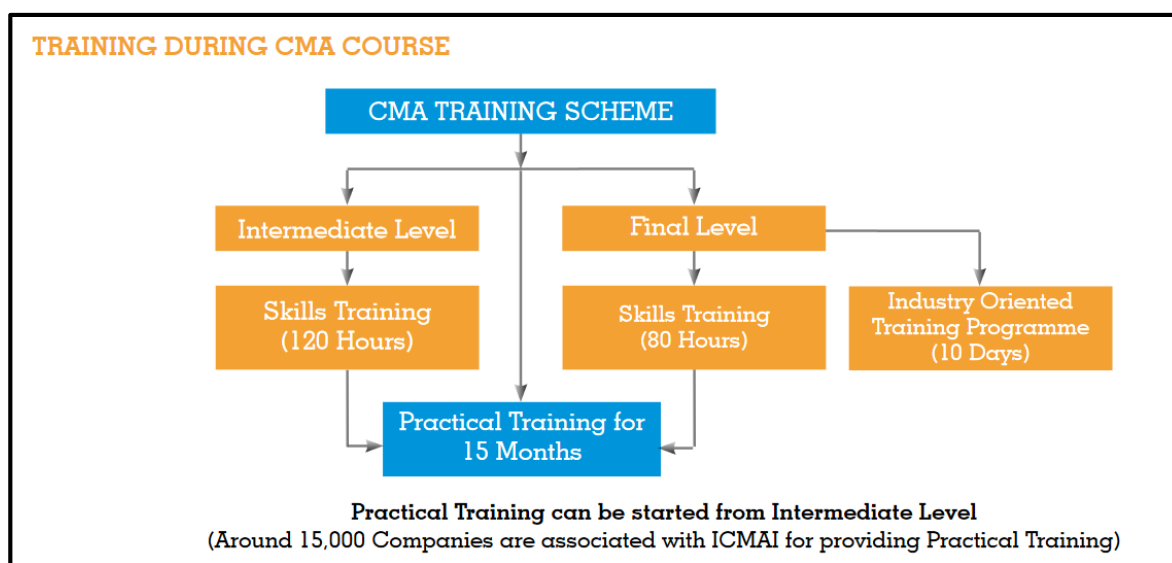 TRAINING DURING CMA COURSE
CMA TRAINING SCHEME
Intermediate Level
Final Level
Skills Training
(120 Hours)
Skills Training
(80 Hours)
Industry Oriented
Training Programme
(10 Days)
Practical Training for
15 Months
Practical Training can be started from Intermediate Level
(Around 15,000 Companies are associated with ICMAI for providing Practical Training)